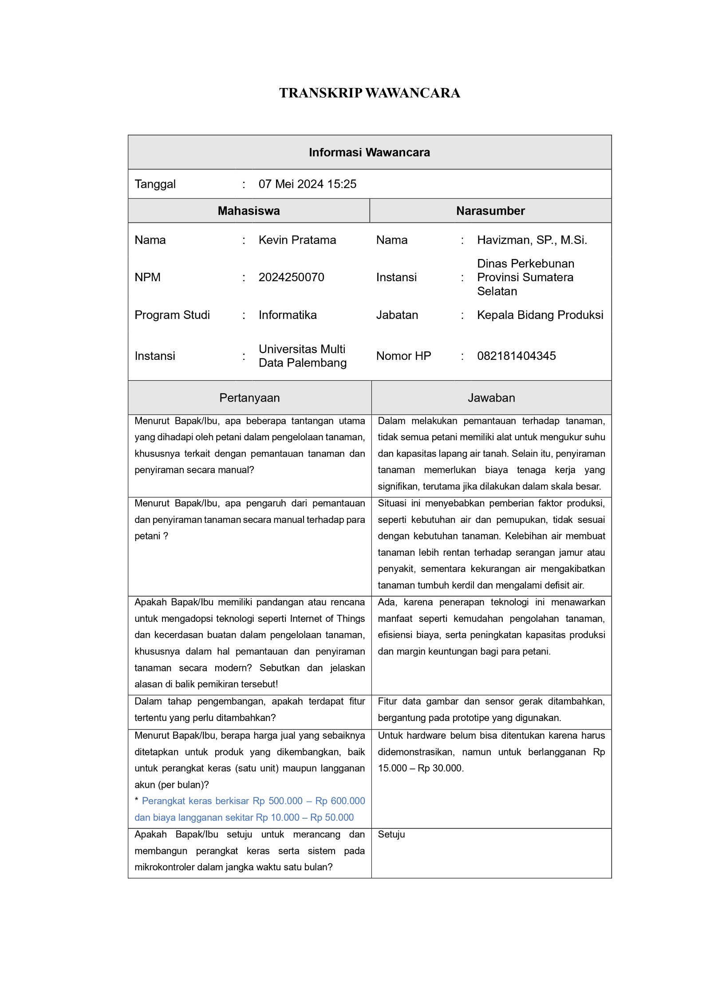 TRANSKRIP WAWANCARA
Informasi Wawancara
Tanggal : 07 Mei 2024 15:25
Mahasiswa Narasumber
Nama : Kevin Pratama Nama : Havizman, SP., M.Si.
NPM : 2024250070 Instansi : Dinas Perkebunan
Provinsi Sumatera
Selatan
Program Studi : Informatika Jabatan : Kepala Bidang Produksi
Instansi : Universitas Multi
Data Palembang
Nomor HP : 082181404345
Pertanyaan Jawaban
Menurut Bapak/Ibu, apa beberapa tantangan utama
yang dihadapi oleh petani dalam pengelolaan tanaman,
khususnya terkait dengan pemantauan tanaman dan
penyiraman secara manual?
Dalam melakukan pemantauan terhadap tanaman,
tidak semua petani memiliki alat untuk mengukur suhu
dan kapasitas lapang air tanah. Selain itu, penyiraman
tanaman memerlukan biaya tenaga kerja yang
signifikan, terutama jika dilakukan dalam skala besar.
Menurut Bapak/Ibu, apa pengaruh dari pemantauan
dan penyiraman tanaman secara manual terhadap para
petani ?
Situasi ini menyebabkan pemberian faktor produksi,
seperti kebutuhan air dan pemupukan, tidak sesuai
dengan kebutuhan tanaman. Kelebihan air membuat
tanaman lebih rentan terhadap serangan jamur atau
penyakit, sementara kekurangan air mengakibatkan
tanaman tumbuh kerdil dan mengalami defisit air.
Apakah Bapak/Ibu memiliki pandangan atau rencana
untuk mengadopsi teknologi seperti Internet of Things
dan kecerdasan buatan dalam pengelolaan tanaman,
khususnya dalam hal pemantauan dan penyiraman
tanaman secara modern? Sebutkan dan jelaskan
alasan di balik pemikiran tersebut!
Ada, karena penerapan teknologi ini menawarkan
manfaat seperti kemudahan pengolahan tanaman,
efisiensi biaya, serta peningkatan kapasitas produksi
dan margin keuntungan bagi para petani.
Dalam tahap pengembangan, apakah terdapat fitur
tertentu yang perlu ditambahkan?
Fitur data gambar dan sensor gerak ditambahkan,
bergantung pada prototipe yang digunakan.
Menurut Bapak/Ibu, berapa harga jual yang sebaiknya
ditetapkan untuk produk yang dikembangkan, baik
untuk perangkat keras (satu unit) maupun langganan
akun (per bulan)?
* Perangkat keras berkisar Rp 500.000 – Rp 600.000
dan biaya langganan sekitar Rp 10.000 – Rp 50.000
Untuk hardware belum bisa ditentukan karena harus
didemonstrasikan, namun untuk berlangganan Rp
15.000 – Rp 30.000.
Apakah Bapak/Ibu setuju untuk merancang dan
membangun perangkat keras serta sistem pada
mikrokontroler dalam jangka waktu satu bulan?
Setuju